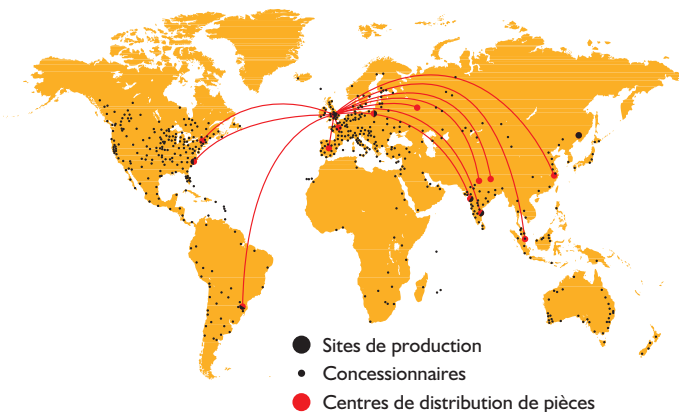 Sites de production
Concessionnaires
Centres de distribution de pièces